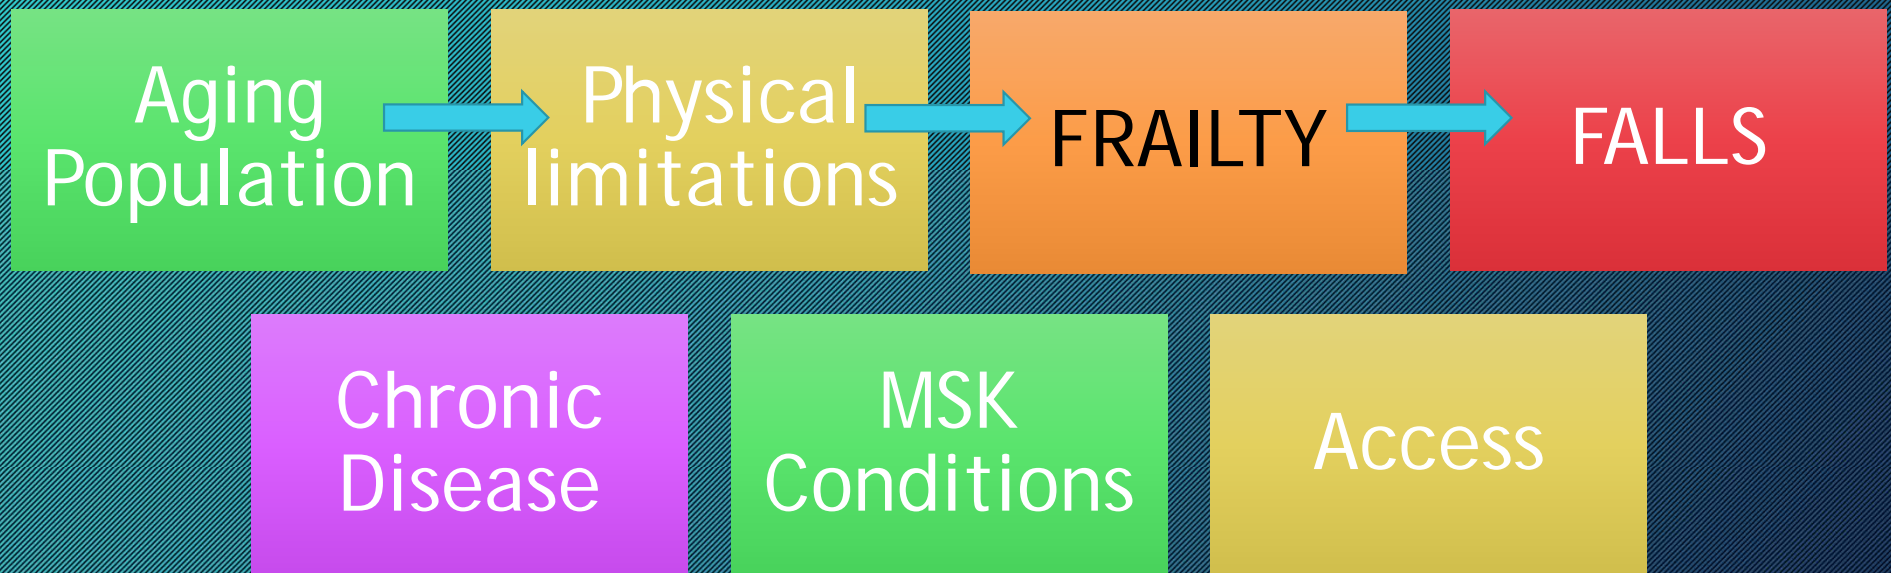 Aging
Population
Physical
limitations
FRAILTY
FALLS
Chronic
Disease
MSK
Conditions
Access